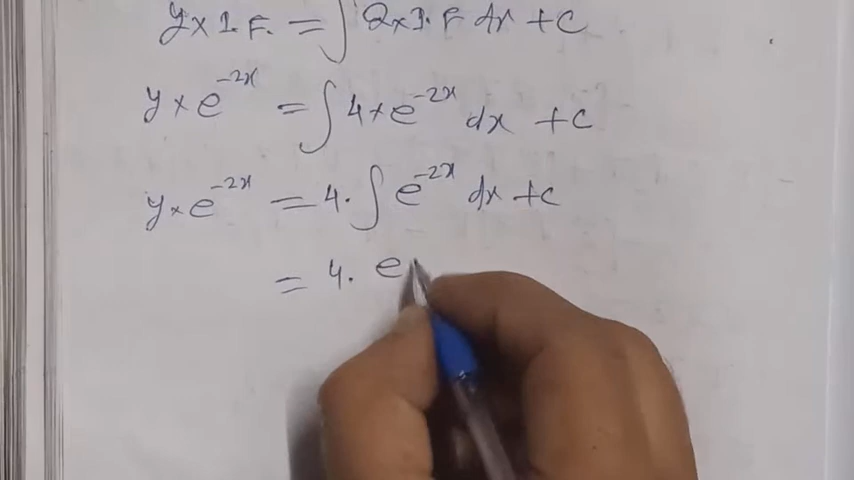 y × I.F. = ∫ Q × I.F dx + C
y × e^{-2x} = ∫ 4 × e^{-2x} dx + C
y × e^{-2x} = 4. ∫ e^{-2x} dx + C
= 4. e